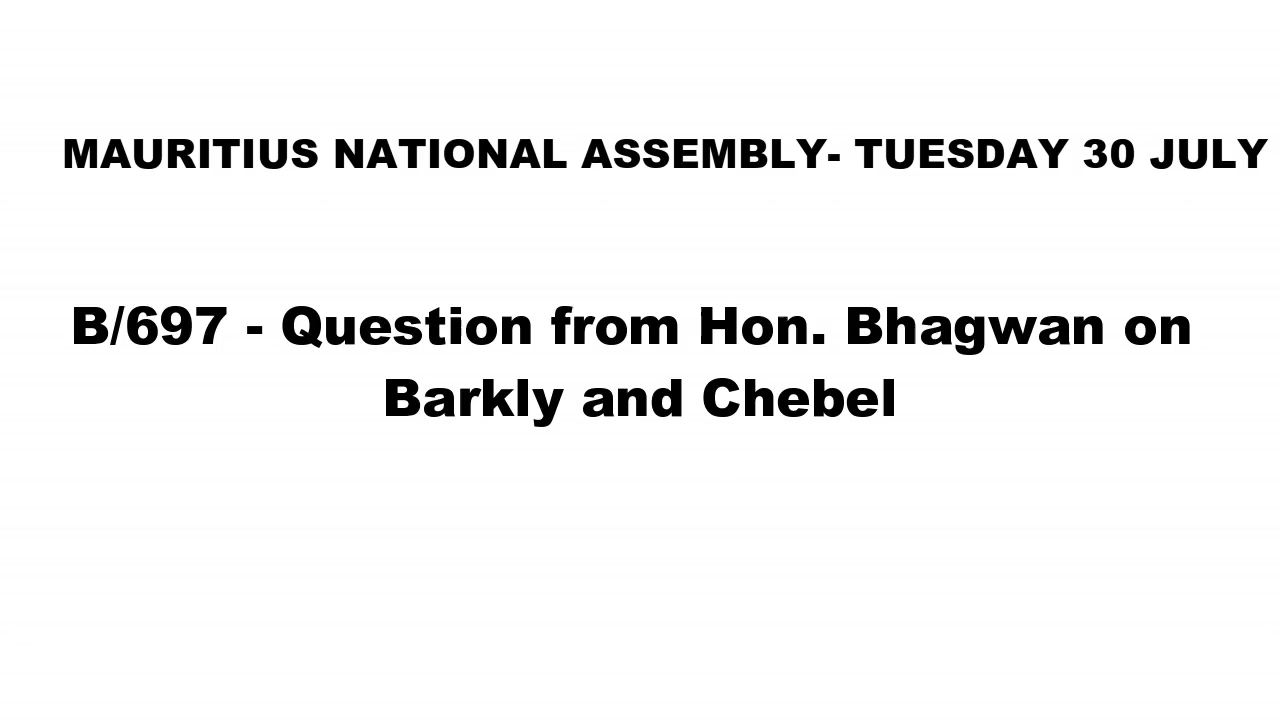 MAURITIUS NATIONAL ASSEMBLY- TUESDAY 30 JULY
B/697 - Question from Hon. Bhagwan on
Barkly and Chebel